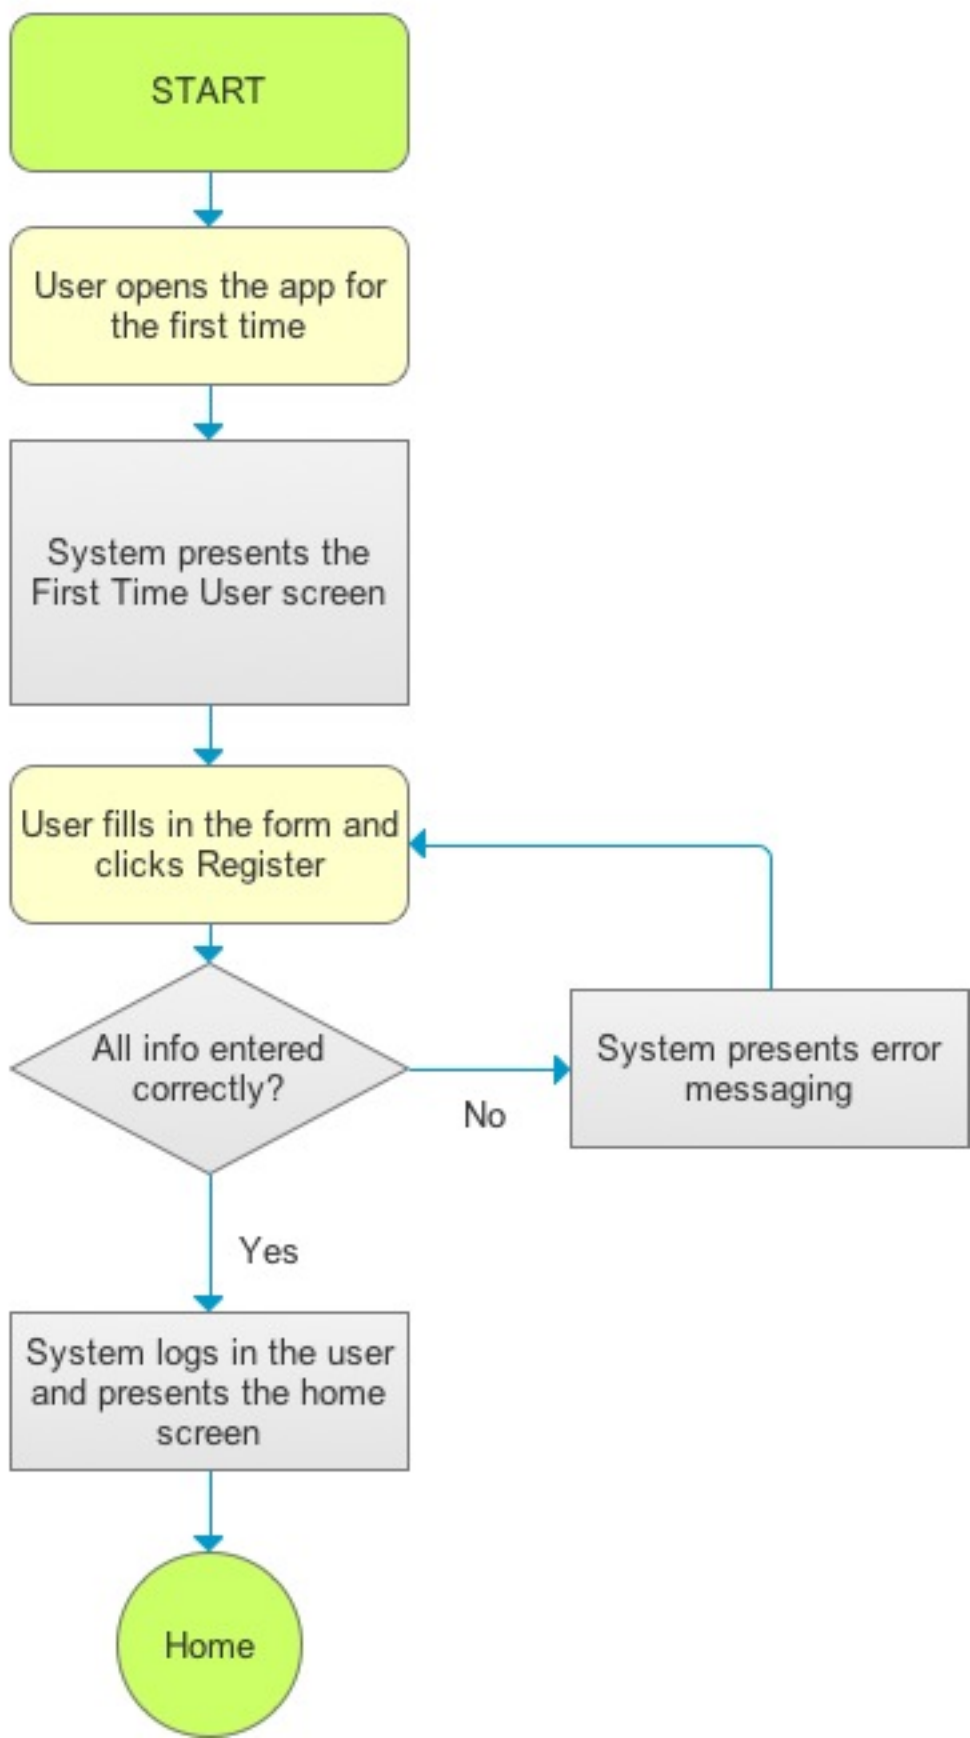 START
User opens the app for
the first time
System presents the
First Time User screen
User fills in the form and
clicks Register
All info entered
correctly?
System presents error
messaging
No
Yes
System logs in the user
and presents the home
screen
Home